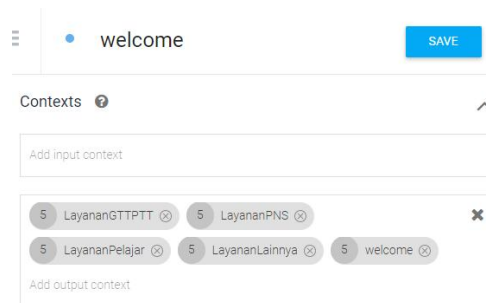 welcome
SAVE
Contexts ?
Add input context
5 LayananGTTPTT 5 LayananPNS
5 LayananPelajar 5 LayananLainnya 5 welcome
Add output context